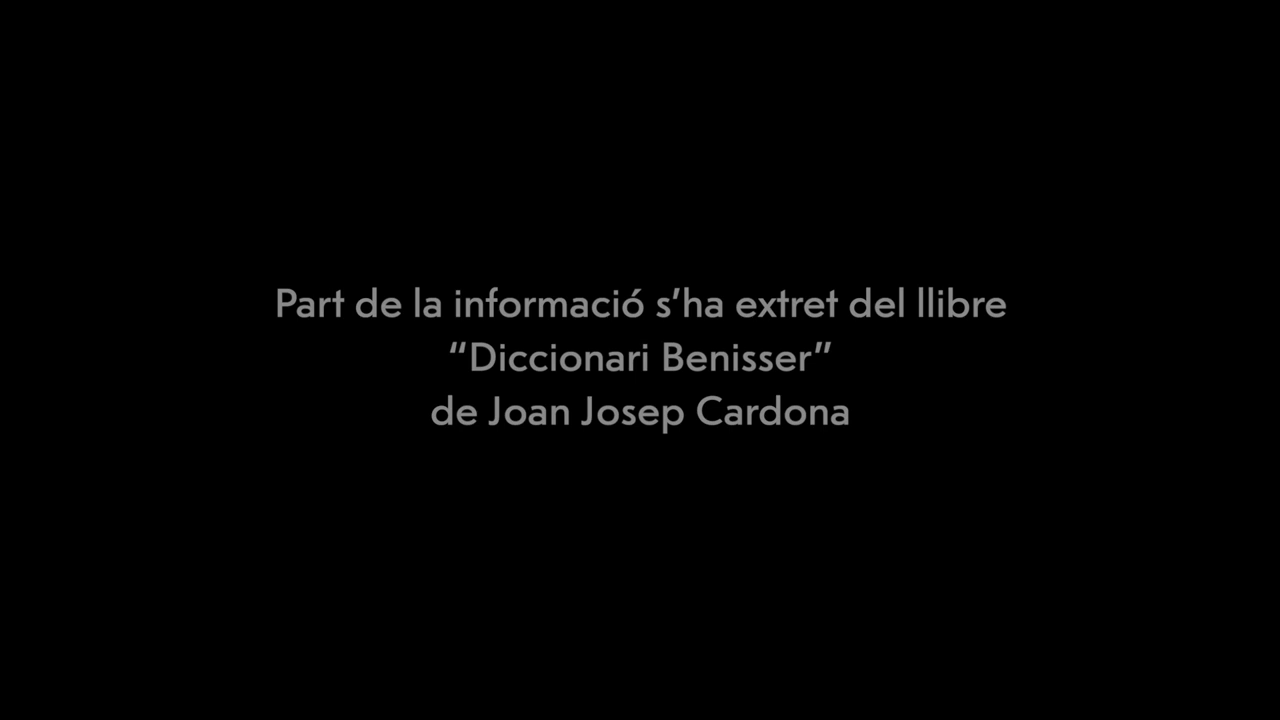 Part de la informació s’ha extret del llibre
“Diccionari Benisser”
de Joan Josep Cardona